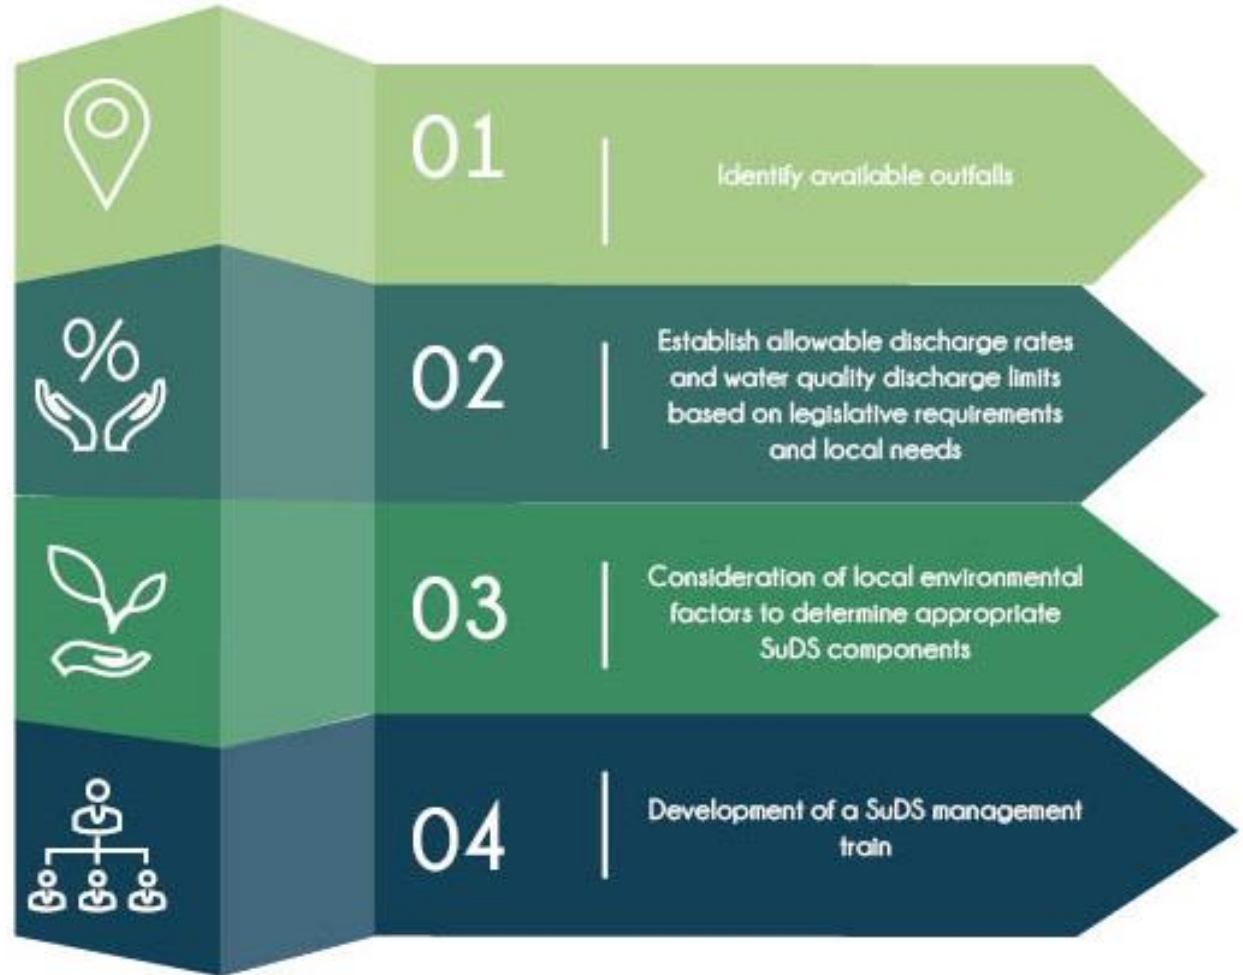 01
Identify available outfalls
%
02
Establish allowable discharge rates
and water quality discharge limits
based on legislative requirements
and local needs
03
Consideration of local environmental
factors to determine appropriate
SuDS components
04
Development of a SuDS management
train